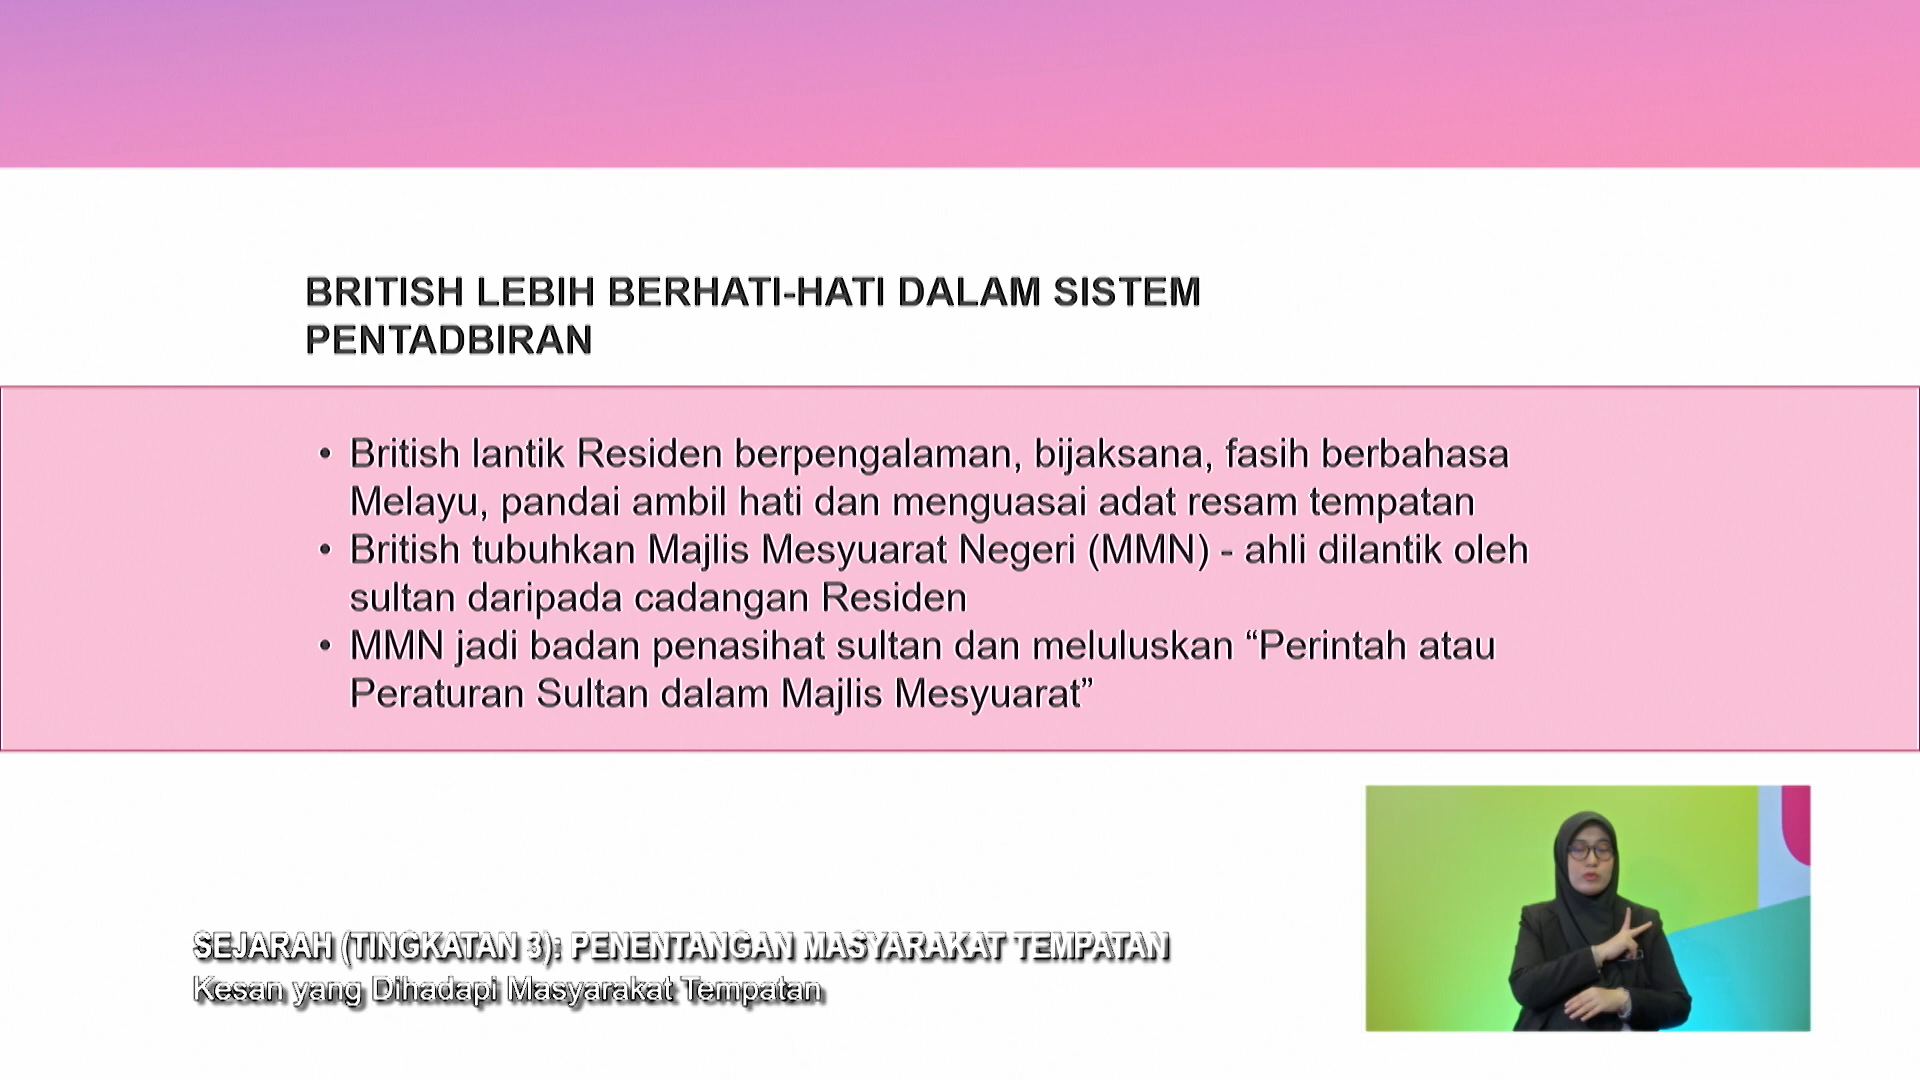 BRITISH LEBIH BERHATI-HATI DALAM SISTEM
PENTADBIRAN
• British lantik Residen berpengalaman, bijaksana, fasih berbahasa
Melayu, pandai ambil hati dan menguasai adat resam tempatan
• British tubuhkan Majlis Mesyuarat Negeri (MMN) - ahli dilantik oleh
sultan daripada cadangan Residen
• MMN jadi badan penasihat sultan dan meluluskan “Perintah atau
Peraturan Sultan dalam Majlis Mesyuarat”
SEJARAH (TINGKATAN 3): PENENTANGAN MASYARAKAT TEMPATAN
Kesan yang Dihadapi Masyarakat Tempatan